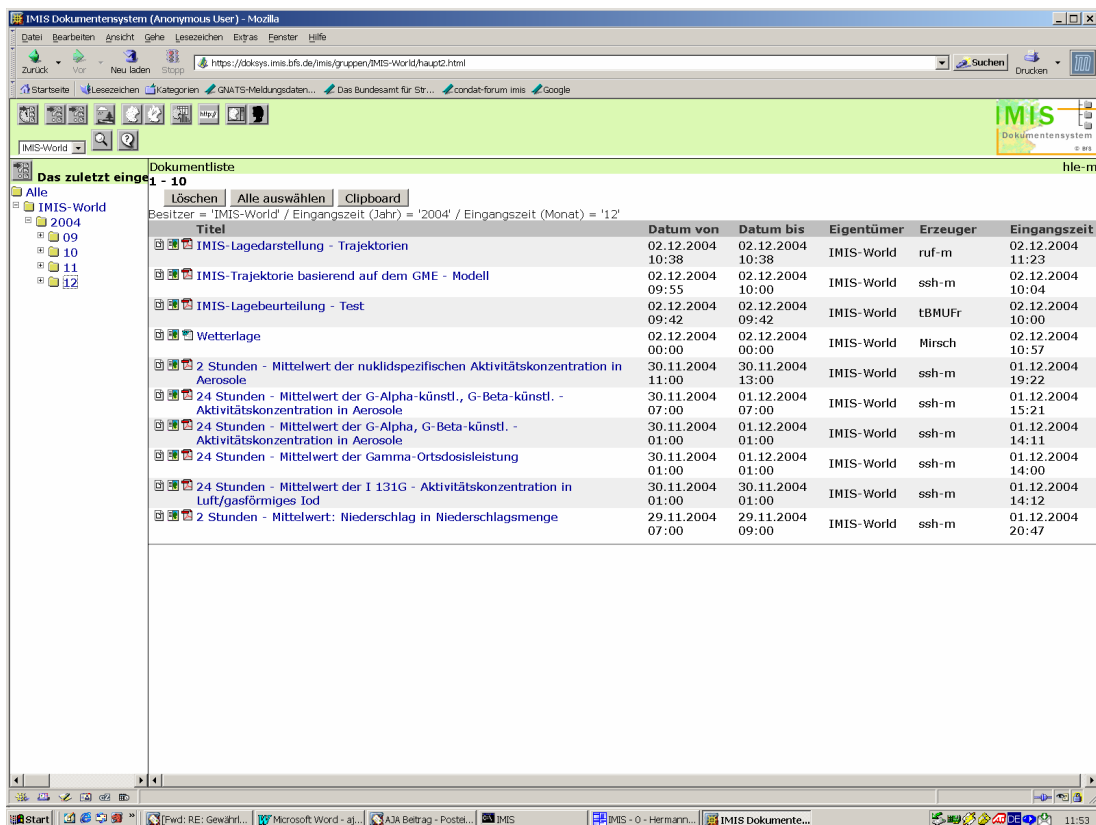 IMIS Dokumentensystem (Anonymous User) - Mozilla
Datei Bearbeiten Ansicht Gehe Lesezeichen Extras Fenster Hilfe
https://doksys.imis.bfs.de/imis/gruppen/IMIS-World/haupt2.html Suchen
Zurück Vor Neu laden Stopp Drucken
Startseite Lesezeichen Kategorien GNATS-Meldungsdaten... Das Bundesamt für Str... condat-forum imis Google
http://
IMIS
Dokumentensystem
© BfS
IMIS-World
Das zuletzt einge
Alle
IMIS-World
2004
09
10
11
12
Dokumentliste hle-m
1 - 10
Löschen Alle auswählen Clipboard
Besitzer = 'IMIS-World' / Eingangszeit (Jahr) = '2004' / Eingangszeit (Monat) = '12'
Titel Datum von Datum bis Eigentümer Erzeuger Eingangszeit
IMIS-Lagedarstellung - Trajektorien 02.12.2004 10:38 02.12.2004 10:38 IMIS-World ruf-m 02.12.2004 11:23
IMIS-Trajektorie basierend auf dem GME - Modell 02.12.2004 09:55 02.12.2004 10:00 IMIS-World ssh-m 02.12.2004 10:04
IMIS-Lagebeurteilung - Test 02.12.2004 09:42 02.12.2004 09:42 IMIS-World tBMUFr 02.12.2004 10:00
Wetterlage 02.12.2004 00:00 02.12.2004 00:00 IMIS-World Mirsch 02.12.2004 10:57
2 Stunden - Mittelwert der nuklidspezifischen Aktivitätskonzentration in Aerosole 30.11.2004 11:00 30.11.2004 13:00 IMIS-World ssh-m 01.12.2004 19:22
24 Stunden - Mittelwert der G-Alpha-künstl., G-Beta-künstl. - Aktivitätskonzentration in Aerosole 30.11.2004 07:00 01.12.2004 07:00 IMIS-World ssh-m 01.12.2004 15:21
24 Stunden - Mittelwert der G-Alpha, G-Beta-künstl. - Aktivitätskonzentration in Aerosole 30.11.2004 01:00 01.12.2004 01:00 IMIS-World ssh-m 01.12.2004 14:11
24 Stunden - Mittelwert der Gamma-Ortsdosisleistung 30.11.2004 01:00 01.12.2004 01:00 IMIS-World ssh-m 01.12.2004 14:00
24 Stunden - Mittelwert der I 131G - Aktivitätskonzentration in Luft/gasförmiges Iod 30.11.2004 01:00 30.11.2004 01:00 IMIS-World ssh-m 01.12.2004 14:12
2 Stunden - Mittelwert: Niederschlag in Niederschlagsmenge 29.11.2004 07:00 29.11.2004 09:00 IMIS-World ssh-m 01.12.2004 20:47
Start [Fwd: RE: Gewährl... Microsoft Word - aj... AJA Beitrag - Postei... IMIS IMIS - 0 - Hermann... IMIS Dokumente... DE 11:53